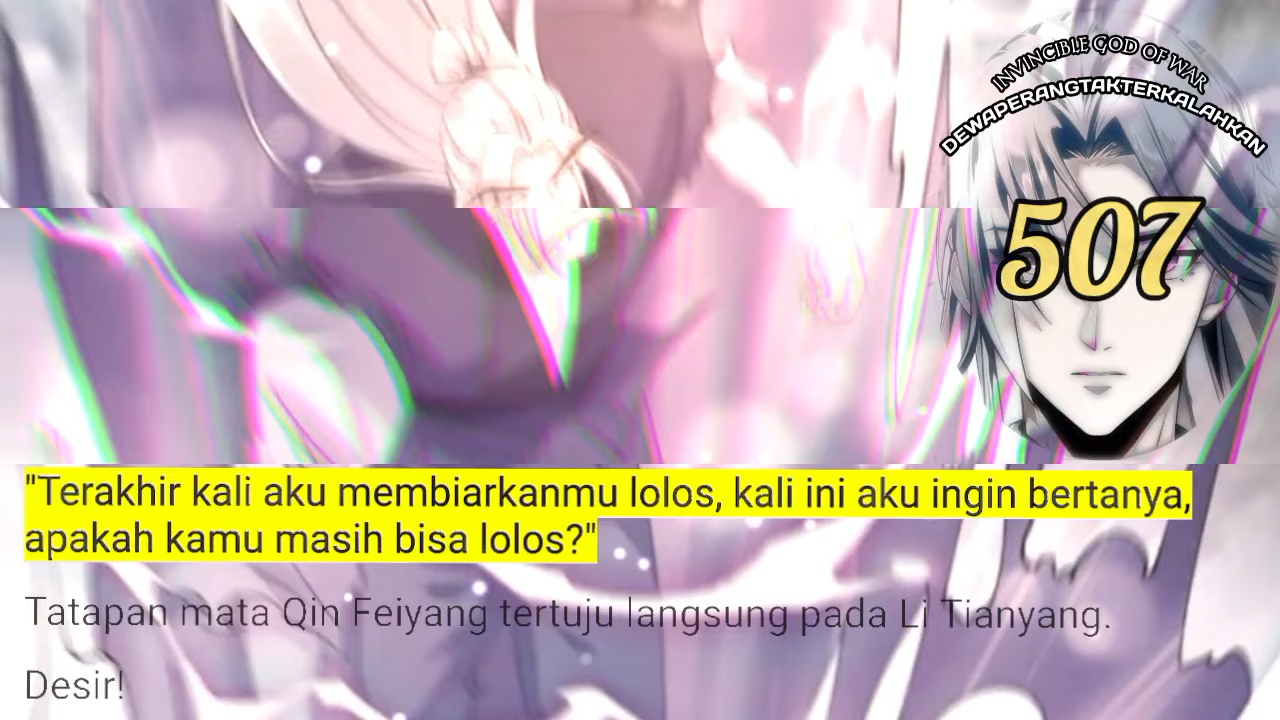 INVINCIBLE GOD OF WAR
DEWAPERANGTAKTERKALAHKAN
507
"Terakhir kali aku membiarkanmu lolos, kali ini aku ingin bertanya,
apakah kamu masih bisa lolos?"
Tatapan mata Qin Feiyang tertuju langsung pada Li Tianyang.
Desir!